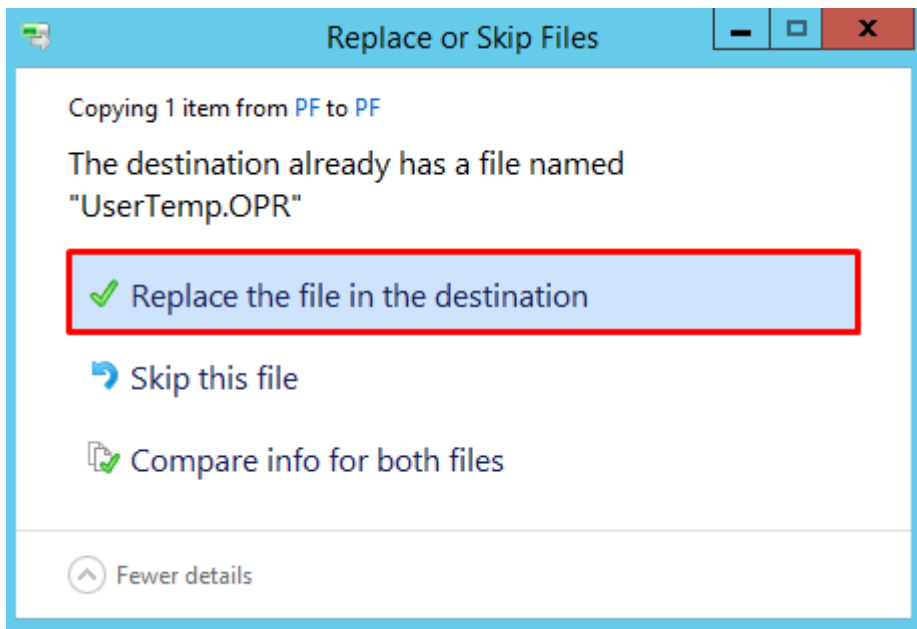 Replace or Skip Files
Copying 1 item from PF to PF
The destination already has a file named
"UserTemp.OPR"
Replace the file in the destination
Skip this file
Compare info for both files
Fewer details